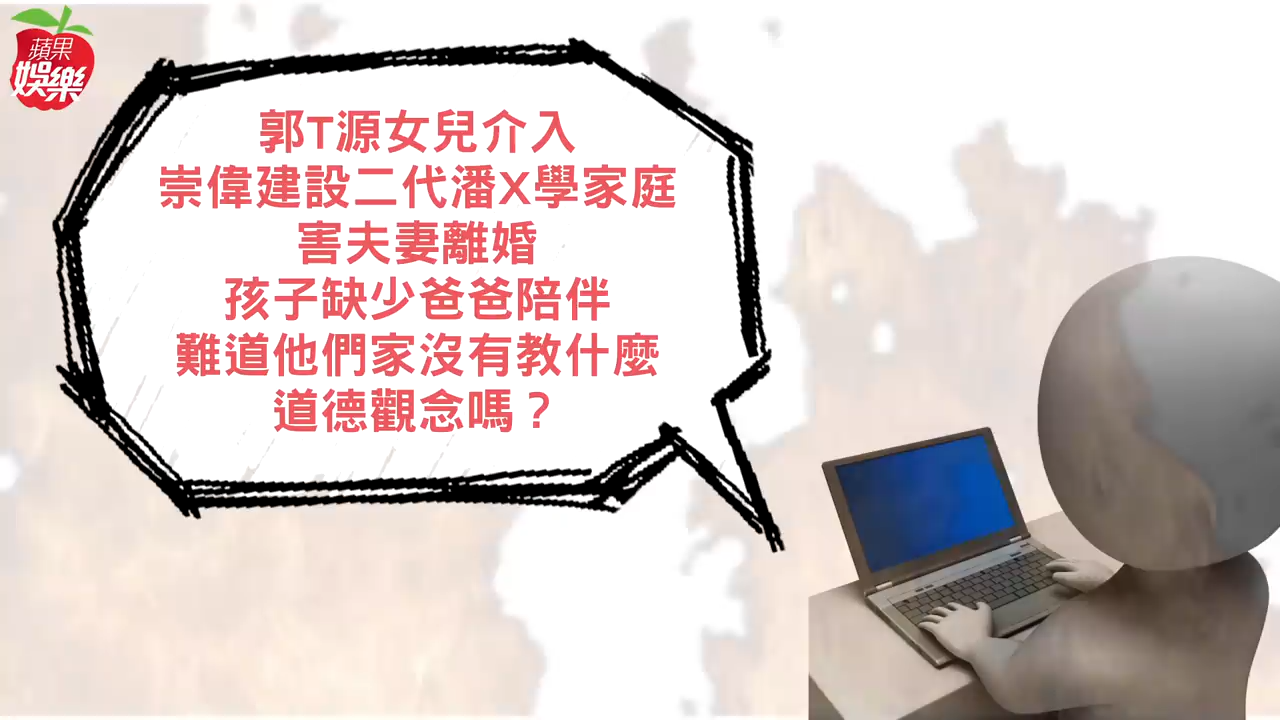 蘋果
娛樂
郭T源女兒介入
崇偉建設二代潘X學家庭
害夫妻離婚
孩子缺少爸爸陪伴
難道他們家沒有教什麼
道德觀念嗎？